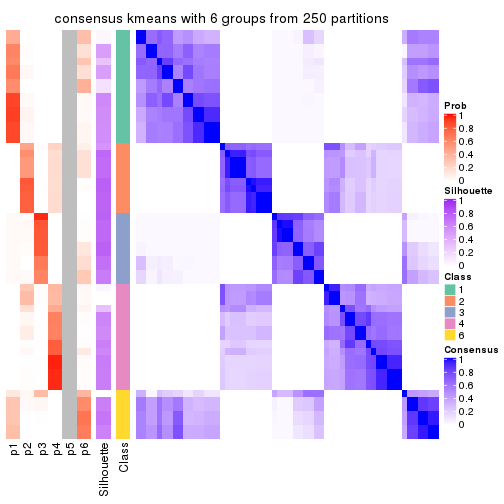 consensus kmeans with 6 groups from 250 partitions
Prob
1
0.8
0.6
0.4
0.2
0
Silhouette
1
0.8
0.6
0.4
0.2
0
Class
1
2
3
4
6
Consensus
1
0.8
0.6
0.4
0.2
0
p1
p2
p3
p4
p5
p6
Silhouette
Class